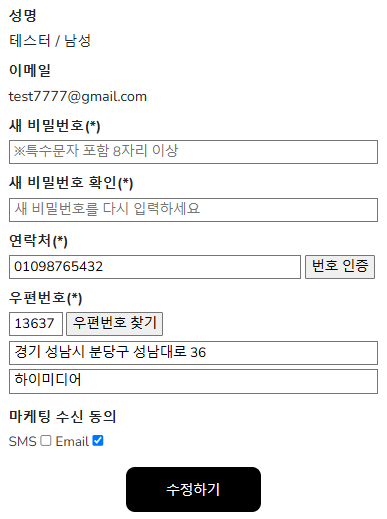 성명
테스터 / 남성
이메일
test7777@gmail.com
새 비밀번호(*)
※특수문자 포함 8자리 이상
새 비밀번호 확인(*)
새 비밀번호를 다시 입력하세요
연락처(*)
01098765432 번호 인증
우편번호(*)
13637 우편번호 찾기
경기 성남시 분당구 성남대로 36
하이미디어
마케팅 수신 동의
SMS Email
수정하기